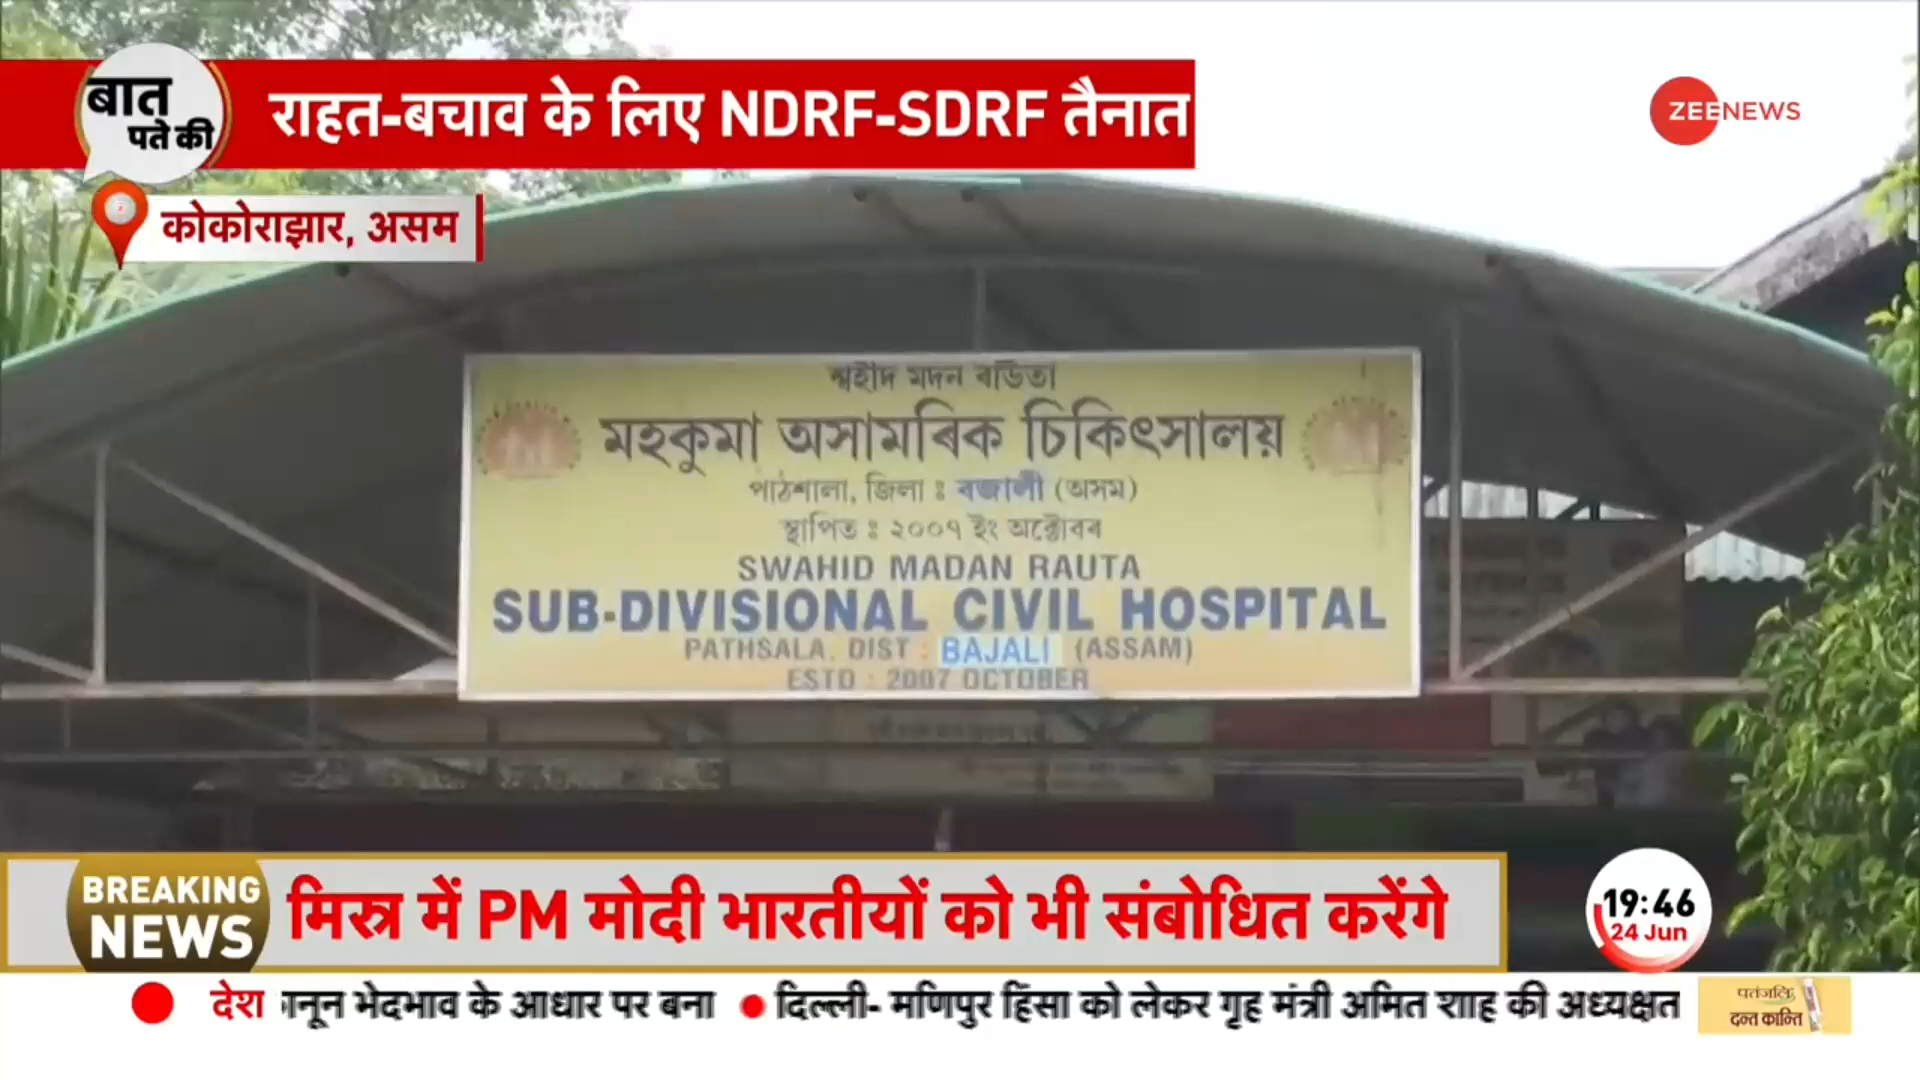 बात
पते की
राहत-बचाव के लिए NDRF-SDRF तैनात
ZEENEWS
कोकोराझार, असम
শ্বহীদ মদন ৰাউতা
মহকুমা অসামৰিক চিকিৎসালয়
পাঠশালা, জিলা : বজালী (অসম)
স্থাপিত : ২০০৭ ইং অক্টোবৰ
SWAHID MADAN RAUTA
SUB-DIVISIONAL CIVIL HOSPITAL
PATHSALA. DIST : BAJALI (ASSAM)
ESTD : 2007 OCTOBER
BREAKING
NEWS
मिस्र में PM मोदी भारतीयों को भी संबोधित करेंगे
19:46
24 Jun
देश
भेदभाव के आधार पर बना
दिल्ली- मणिपुर हिंसा को लेकर गृह मंत्री अमित शाह की अध्यक्षत
पतंजलि
दन्त कान्ति